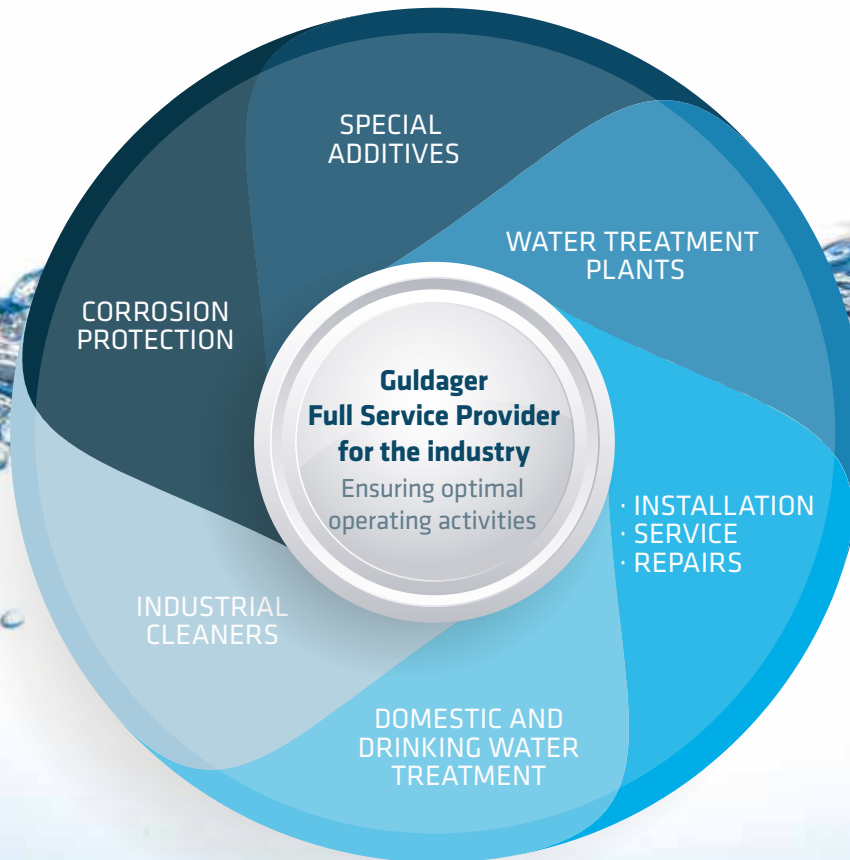 SPECIAL
ADDITIVES
WATER TREATMENT
PLANTS
CORROSION
PROTECTION
Guldager
Full Service Provider
for the industry
Ensuring optimal
operating activities
· INSTALLATION
· SERVICE
· REPAIRS
INDUSTRIAL
CLEANERS
DOMESTIC AND
DRINKING WATER
TREATMENT